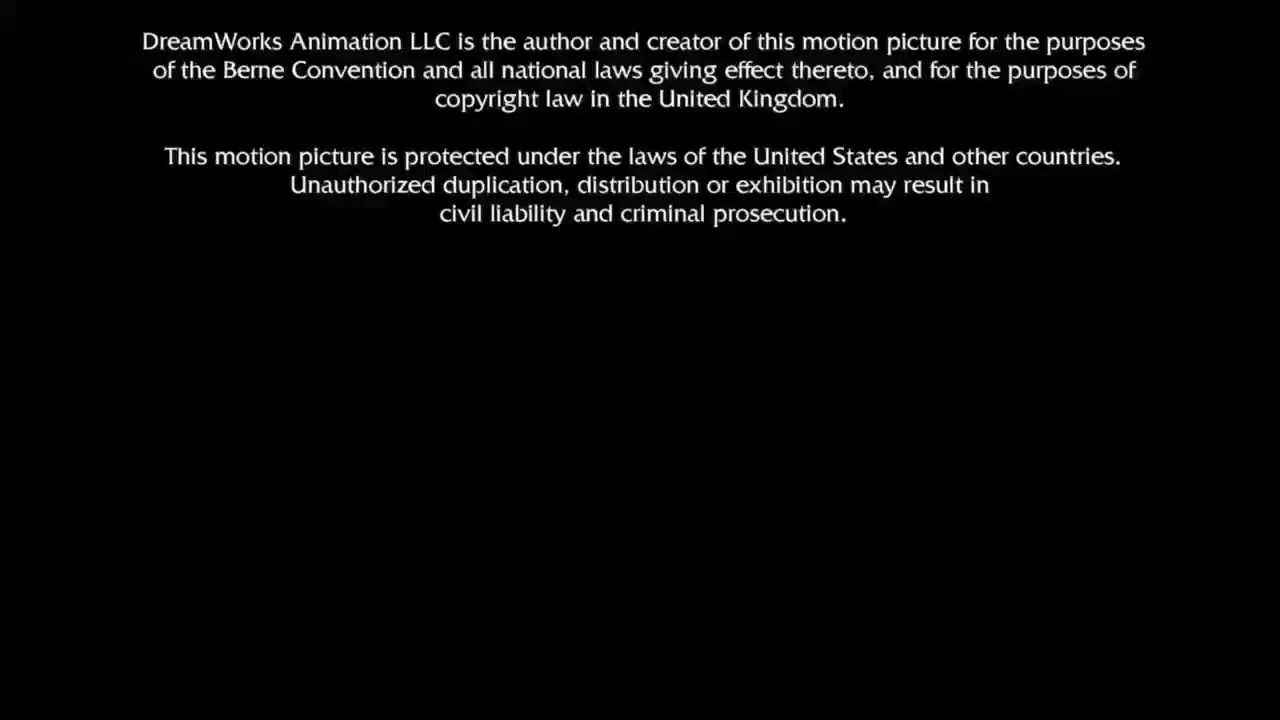 DreamWorks Animation LLC is the author and creator of this motion picture for the purposes
of the Berne Convention and all national laws giving effect thereto, and for the purposes of
copyright law in the United Kingdom.
This motion picture is protected under the laws of the United States and other countries.
Unauthorized duplication, distribution or exhibition may result in
civil liability and criminal prosecution.